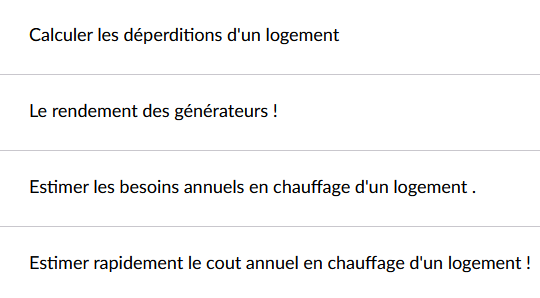 Calculer les déperditions d'un logement
Le rendement des générateurs !
Estimer les besoins annuels en chauffage d'un logement .
Estimer rapidement le cout annuel en chauffage d'un logement !